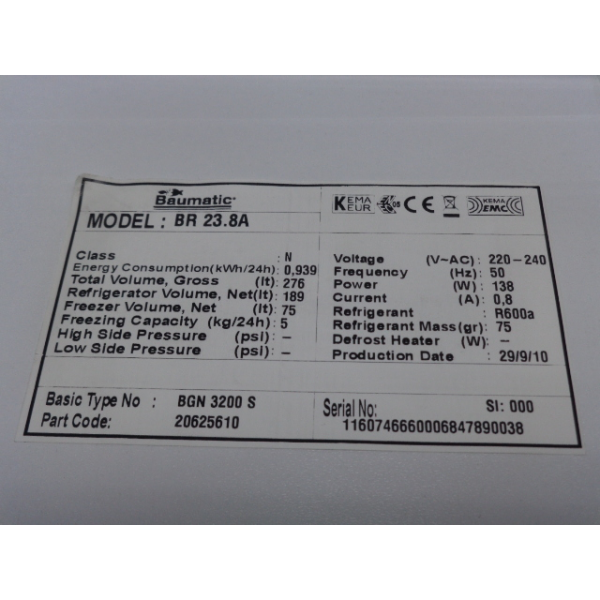 Baumatic
MODEL : BR 23.8A
KEMA EUR 05 CE KEMA EMC
Class : N
Energy Consumption(kWh/24h): 0,939
Total Volume, Gross (lt): 276
Refrigerator Volume, Net(lt): 189
Freezer Volume, Net (lt): 75
Freezing Capacity (kg/24h): 5
High Side Pressure (psi): -
Low Side Pressure (psi): -
Voltage (V~AC): 220-240
Frequency (Hz): 50
Power (W): 138
Current (A): 0,8
Refrigerant : R600a
Refrigerant Mass(gr): 75
Defrost Heater (W): -
Production Date : 29/9/10
Basic Type No : BGN 3200 S
Part Code: 20625610
Serial No: SI: 000
1160746660006847890038